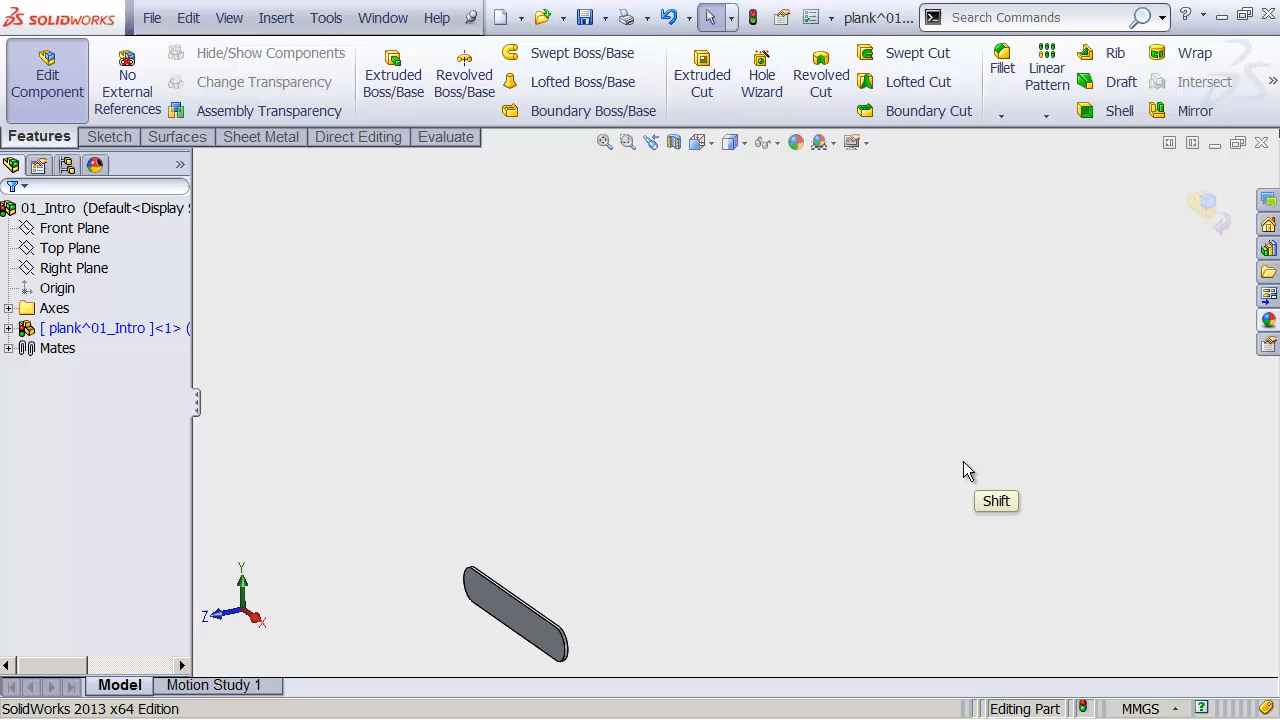 SOLIDWORKS File Edit View Insert Tools Window Help plank^01... Search Commands
Edit Component
No External References
Hide/Show Components
Change Transparency
Assembly Transparency
Extruded Boss/Base
Revolved Boss/Base
Swept Boss/Base
Lofted Boss/Base
Boundary Boss/Base
Extruded Cut
Hole Wizard
Revolved Cut
Swept Cut
Lofted Cut
Boundary Cut
Fillet
Linear Pattern
Rib
Draft
Shell
Wrap
Intersect
Mirror
Features Sketch Surfaces Sheet Metal Direct Editing Evaluate
01_Intro (Default<Display
Front Plane
Top Plane
Right Plane
Origin
Axes
[ plank^01_Intro ]<1> (
Mates
Shift
Y
Z
X
Model Motion Study 1
SolidWorks 2013 x64 Edition Editing Part MMGS